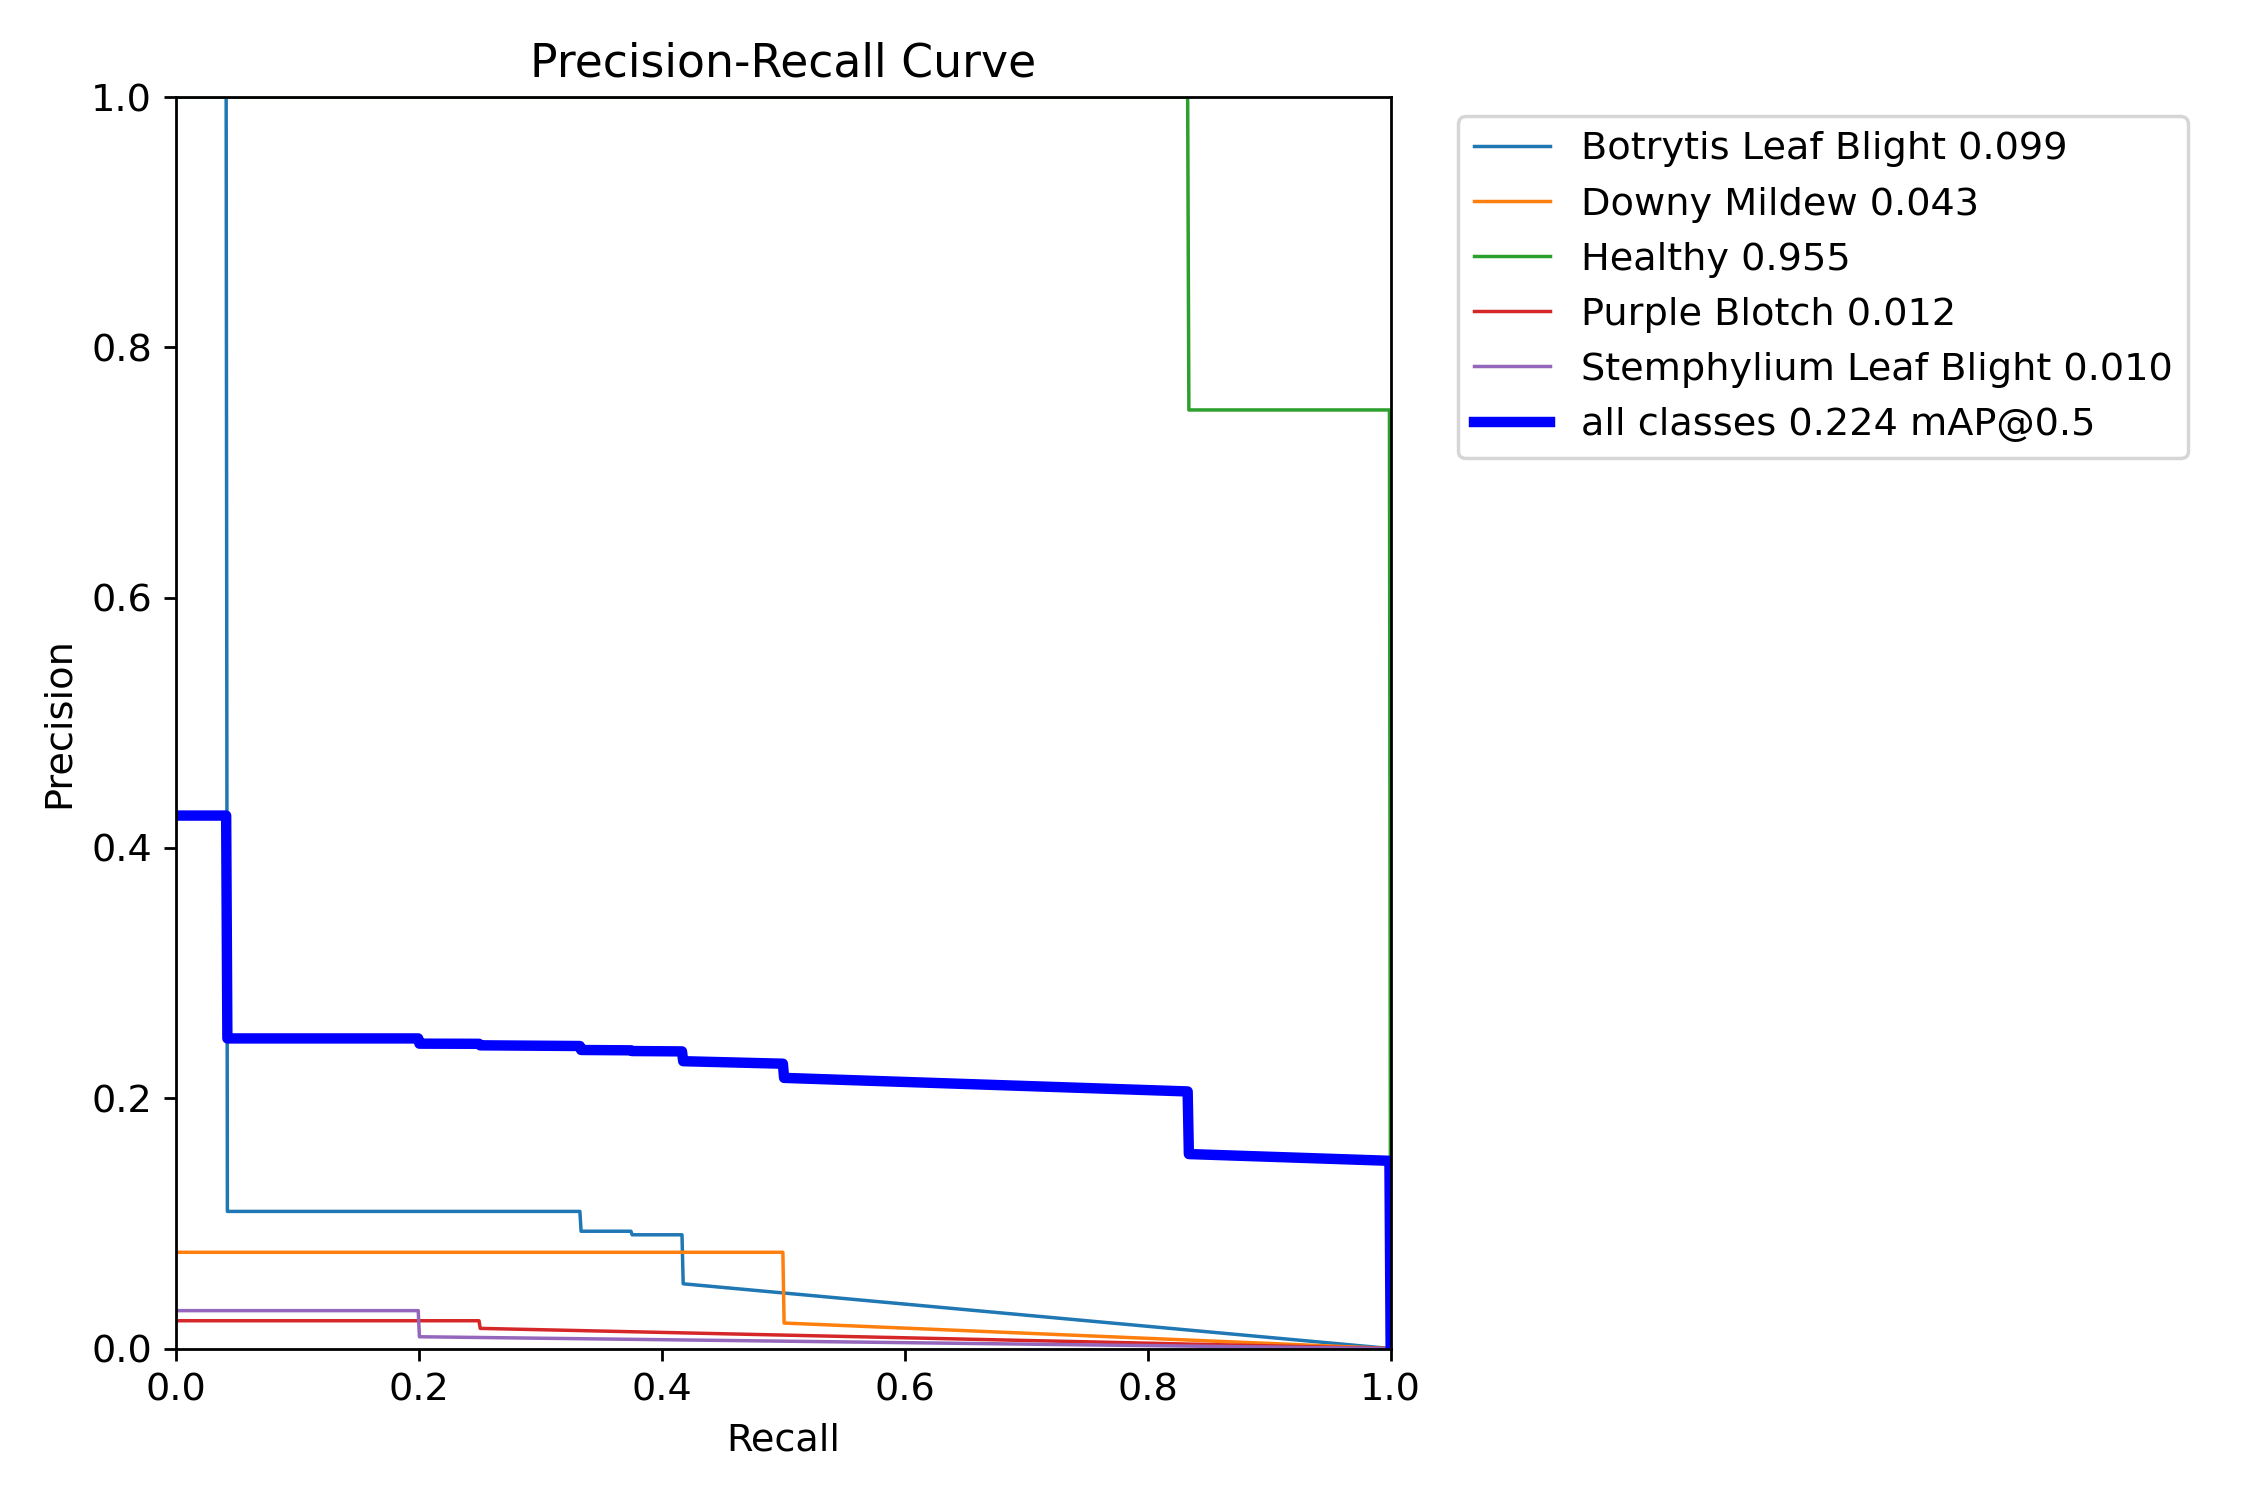 Precision-Recall Curve
1.0
0.8
0.6
0.4
0.2
0.0
Precision
0.0 0.2 0.4 0.6 0.8 1.0
Recall
Botrytis Leaf Blight 0.099
Downy Mildew 0.043
Healthy 0.955
Purple Blotch 0.012
Stemphylium Leaf Blight 0.010
all classes 0.224 mAP@0.5